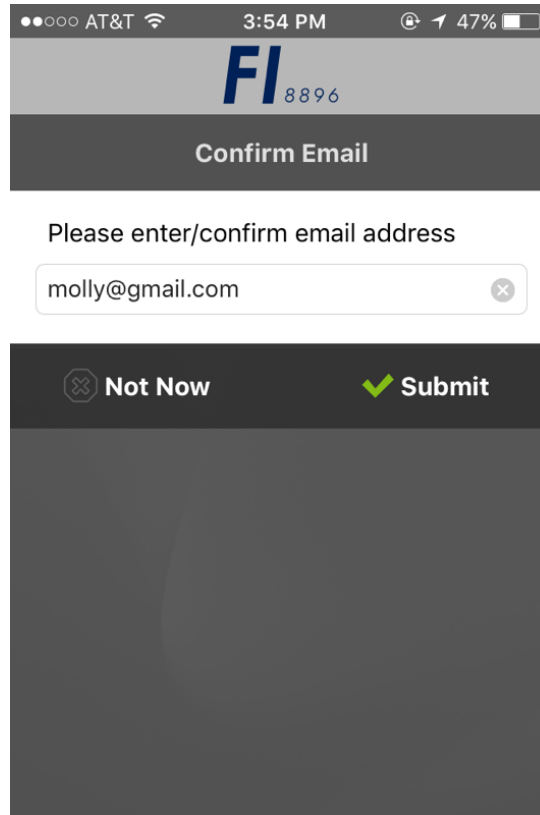 AT&T 3:54 PM 47%
FI 8896
Confirm Email
Please enter/confirm email address
molly@gmail.com
Not Now Submit